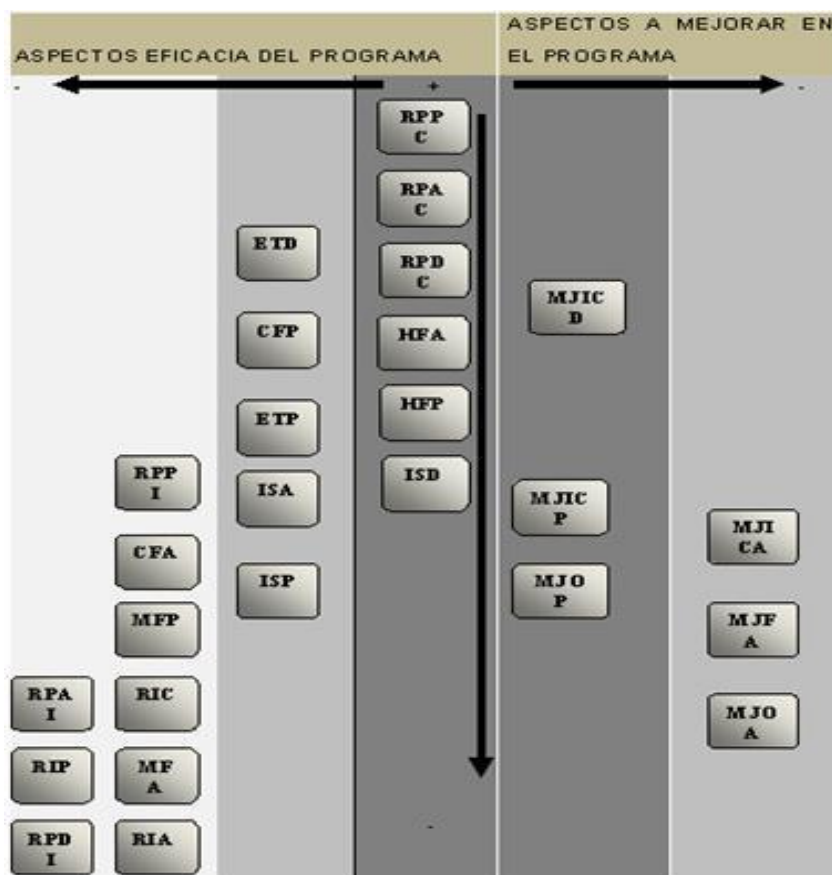 ASPECTOS EFICACIA DEL PROGRAMA
ASPECTOS A MEJORAR EN
EL PROGRAMA
-
+
-
RPP
C
RPA
C
ETD
RPD
C
MJIC
D
CFP
HFA
ETP
HFP
RPP
I
ISA
ISD
MJIC
P
MJI
CA
CFA
ISP
MJO
P
MFP
MJF
A
RPA
I
RIC
MJO
A
RIP
MF
A
RPD
I
RIA
-